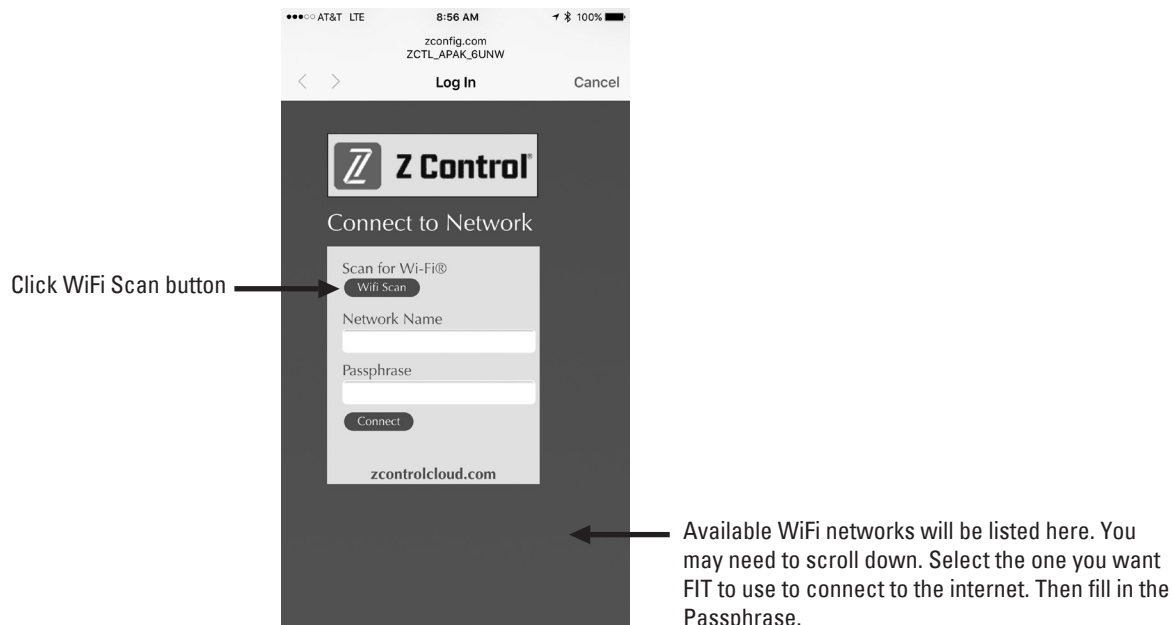 ●●●○○ AT&T LTE 8:56 AM 100%
zconfig.com
ZCTL_APAK_6UNW
< > Log In Cancel
Z Z Control®
Connect to Network
Scan for Wi-Fi®
Click WiFi Scan button Wifi Scan
Network Name
Passphrase
Connect
zcontrolcloud.com
Available WiFi networks will be listed here. You
may need to scroll down. Select the one you want
FIT to use to connect to the internet. Then fill in the
Passphrase.